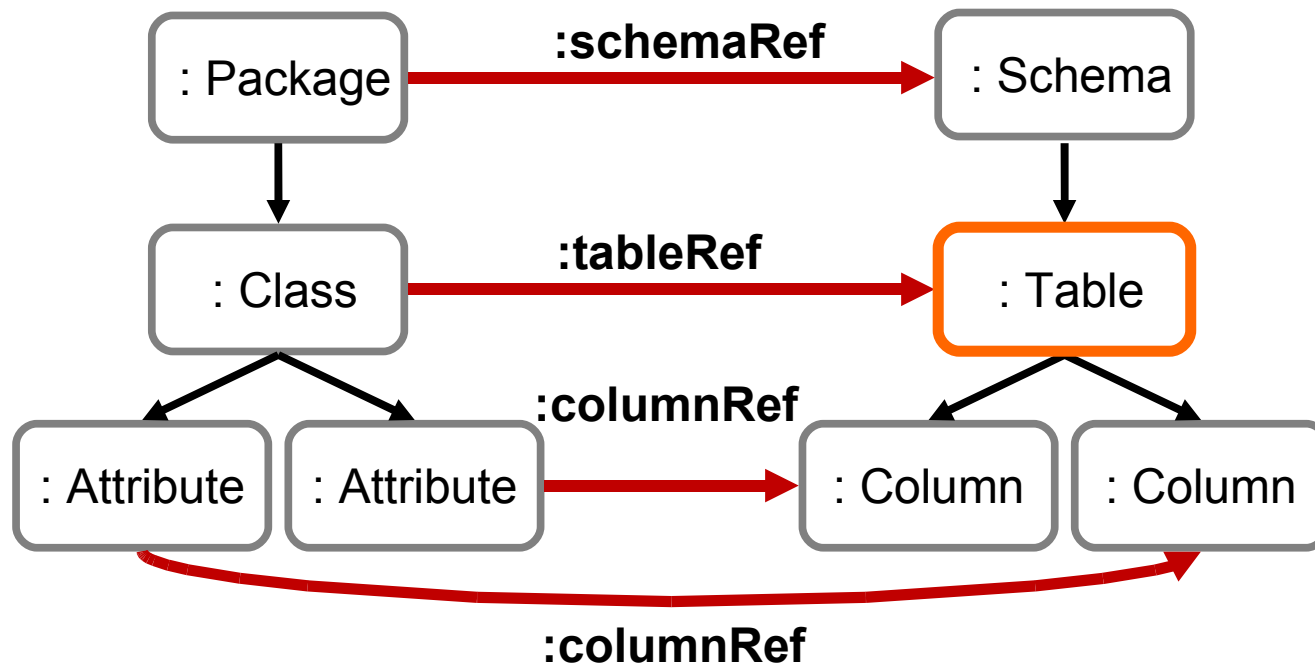 : Package
:schemaRef
: Schema
: Class
:tableRef
: Table
:columnRef
: Attribute
: Attribute
: Column
: Column
:columnRef